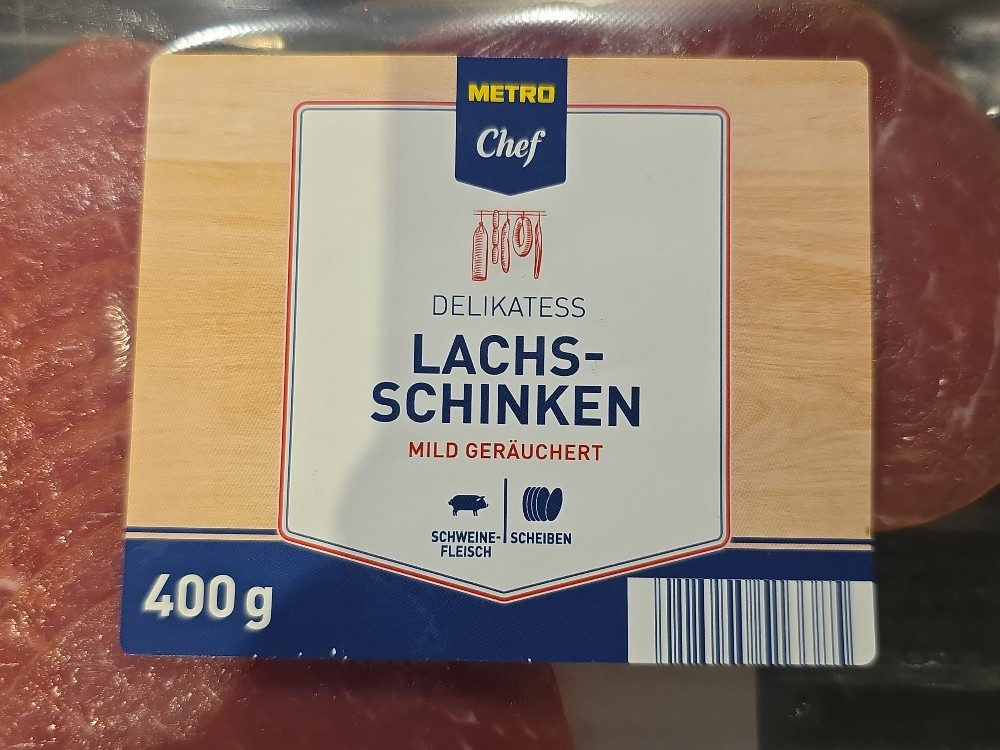 METRO
Chef
DELIKATESS
LACHS-
SCHINKEN
MILD GERÄUCHERT
SCHWEINE-
FLEISCH
SCHEIBEN
400 g